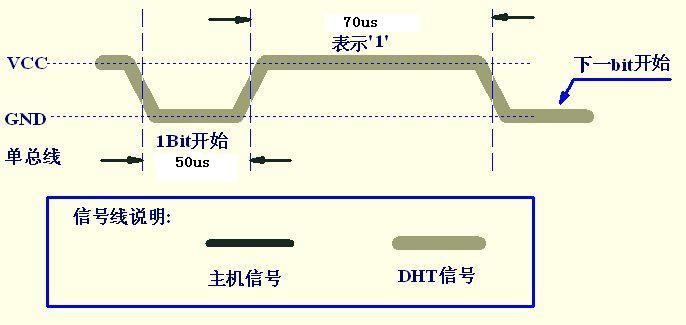 70us
表示'1'
VCC
下一bit开始
GND
1Bit开始
单总线
50us
信号线说明:
主机信号
DHT信号